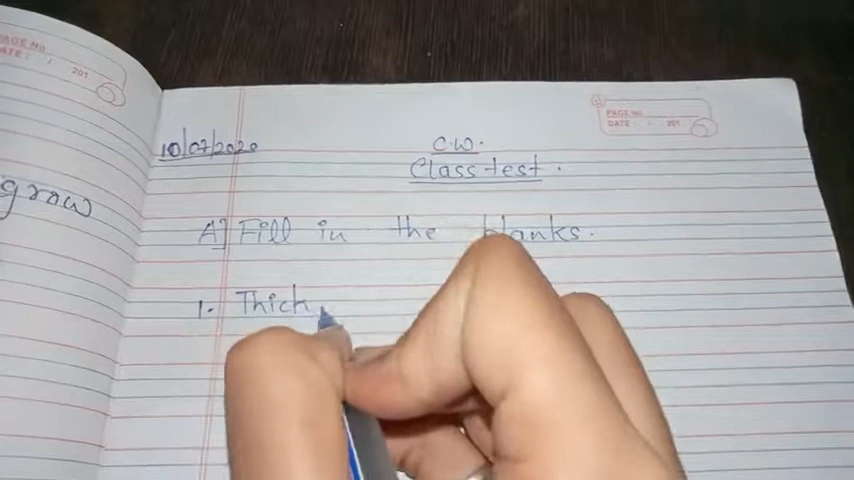 PAGE NO.
DATE : / / 201
grow
PAGE NO.
DATE : / / 201
10/07/2020
C.W.
Class test.
A] Fill in the blanks.
1. Thick